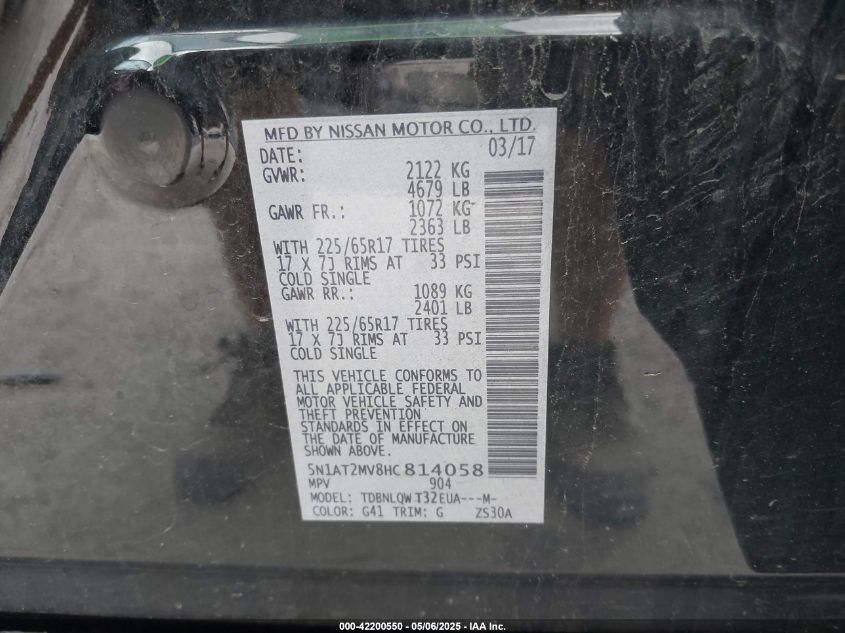 MFD BY NISSAN MOTOR CO., LTD.
DATE: 03/17
GVWR: 2122 KG
4679 LB
GAWR FR.: 1072 KG
2363 LB
WITH 225/65R17 TIRES
17 X 7J RIMS AT 33 PSI
COLD SINGLE
GAWR RR.: 1089 KG
2401 LB
WITH 225/65R17 TIRES
17 X 7J RIMS AT 33 PSI
COLD SINGLE
THIS VEHICLE CONFORMS TO
ALL APPLICABLE FEDERAL
MOTOR VEHICLE SAFETY AND
THEFT PREVENTION
STANDARDS IN EFFECT ON
THE DATE OF MANUFACTURE
SHOWN ABOVE.
5N1AT2MV8HC814058
MPV 904
MODEL: TDBNLQWT32EUA---M-
COLOR: G41 TRIM: G ZS30A
000-42200550 - 05/06/2025 - IAA Inc.